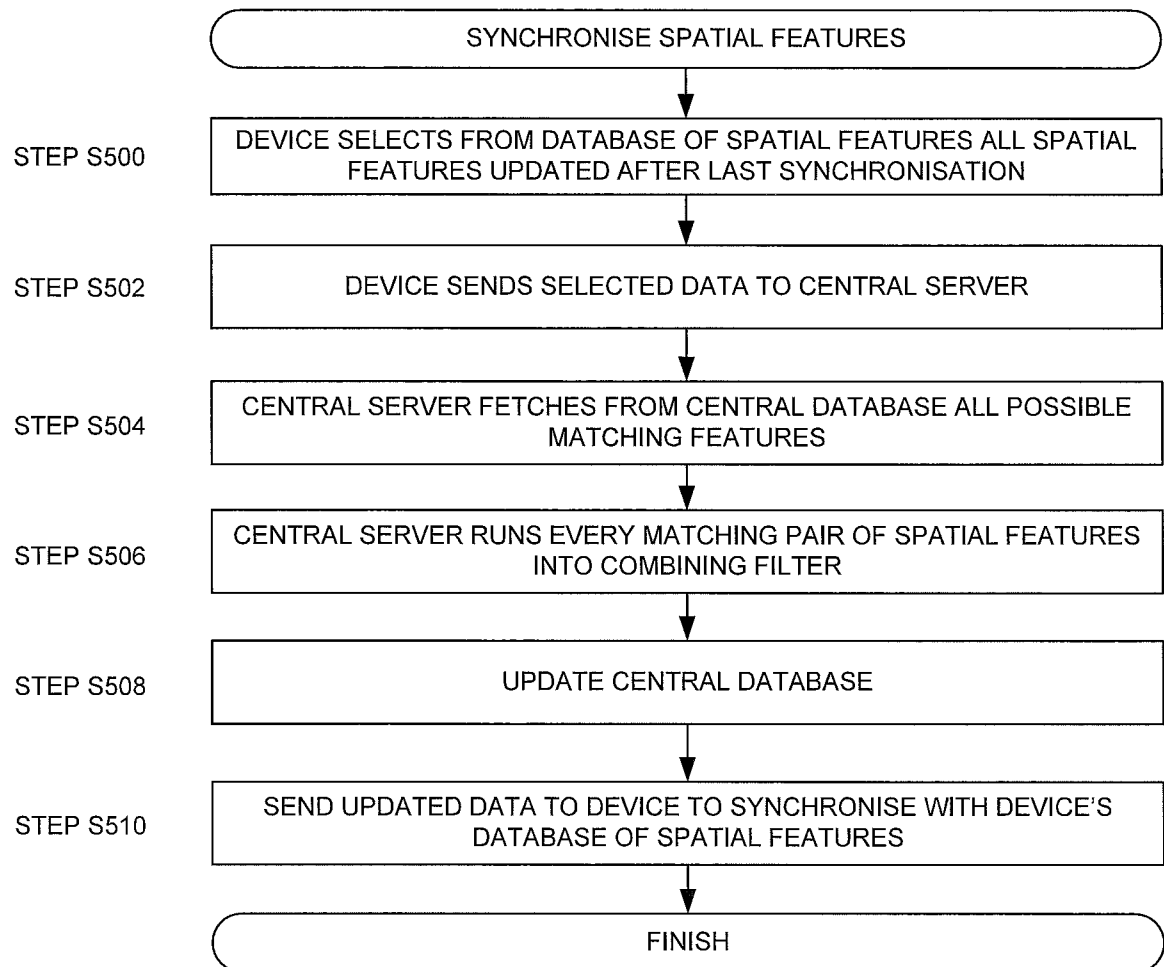 SYNCHRONISE SPATIAL FEATURES
STEP S500
DEVICE SELECTS FROM DATABASE OF SPATIAL FEATURES ALL SPATIAL
FEATURES UPDATED AFTER LAST SYNCHRONISATION
STEP S502
DEVICE SENDS SELECTED DATA TO CENTRAL SERVER
STEP S504
CENTRAL SERVER FETCHES FROM CENTRAL DATABASE ALL POSSIBLE
MATCHING FEATURES
STEP S506
CENTRAL SERVER RUNS EVERY MATCHING PAIR OF SPATIAL FEATURES
INTO COMBINING FILTER
STEP S508
UPDATE CENTRAL DATABASE
STEP S510
SEND UPDATED DATA TO DEVICE TO SYNCHRONISE WITH DEVICE'S
DATABASE OF SPATIAL FEATURES
FINISH